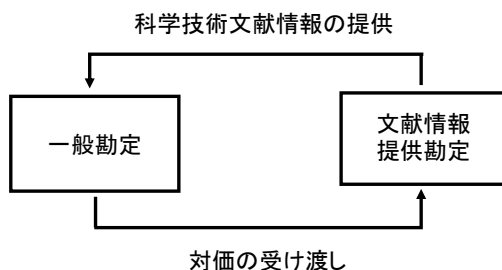 科学技術文献情報の提供
一般勘定
文献情報
提供勘定
対価の受け渡し